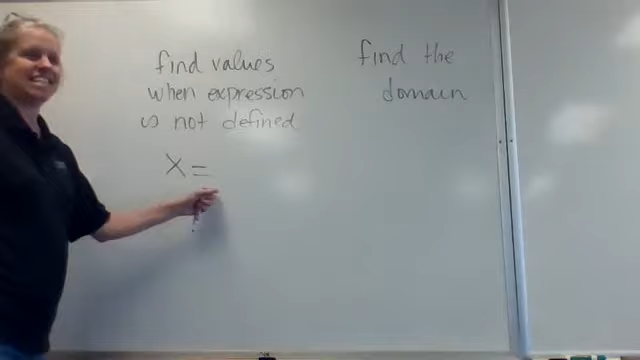 find values
when expression
is not defined
X =
find the
domain